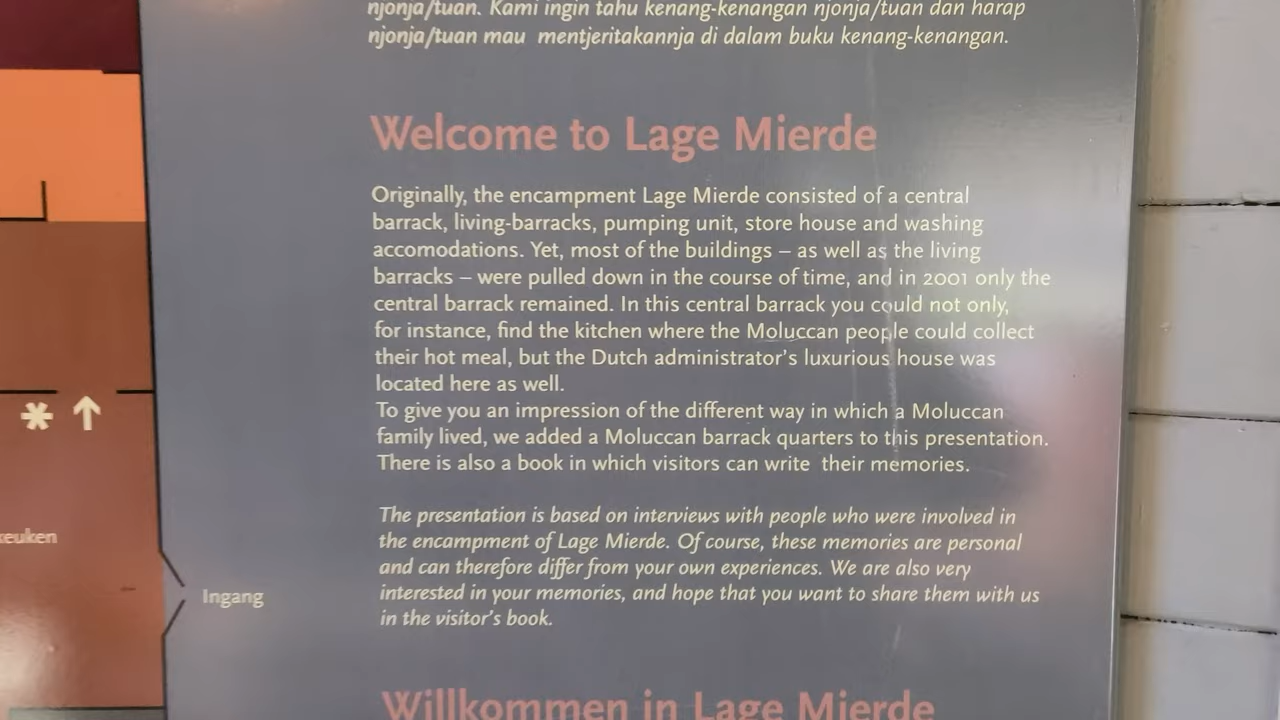 njonja/tuan. Kami ingin tahu kenang-kenangan njonja/tuan dan harap
njonja/tuan mau mentjeritakannja di dalam buku kenang-kenangan.
Welcome to Lage Mierde
Originally, the encampment Lage Mierde consisted of a central
barrack, living-barracks, pumping unit, store house and washing
accomodations. Yet, most of the buildings – as well as the living
barracks – were pulled down in the course of time, and in 2001 only the
central barrack remained. In this central barrack you could not only,
for instance, find the kitchen where the Moluccan people could collect
their hot meal, but the Dutch administrator's luxurious house was
located here as well.
To give you an impression of the different way in which a Moluccan
family lived, we added a Moluccan barrack quarters to this presentation.
There is also a book in which visitors can write their memories.
The presentation is based on interviews with people who were involved in
the encampment of Lage Mierde. Of course, these memories are personal
and can therefore differ from your own experiences. We are also very
interested in your memories, and hope that you want to share them with us
in the visitor's book.
Willkommen in Lage Mierde
keuken
Ingang